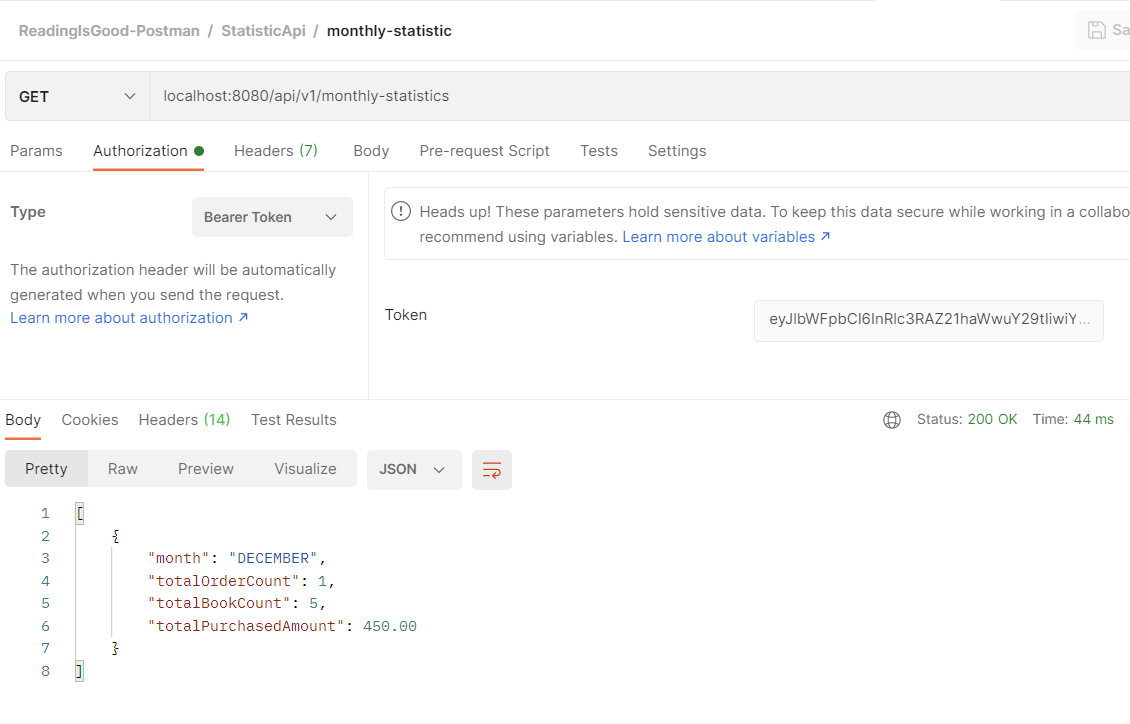 ReadingIsGood-Postman / StatisticApi / monthly-statistic
Sa
GET localhost:8080/api/v1/monthly-statistics
Params Authorization Headers (7) Body Pre-request Script Tests Settings
Type Bearer Token
The authorization header will be automatically
generated when you send the request.
Learn more about authorization ↗
Heads up! These parameters hold sensitive data. To keep this data secure while working in a collabo
recommend using variables. Learn more about variables ↗
Token eyJlbWFpbCI6InRlc3RAZ21haWwuY29tIiwiY...
Body Cookies Headers (14) Test Results Status: 200 OK Time: 44 ms
Pretty Raw Preview Visualize JSON
1 [
2 {
3 "month": "DECEMBER",
4 "totalOrderCount": 1,
5 "totalBookCount": 5,
6 "totalPurchasedAmount": 450.00
7 }
8 ]